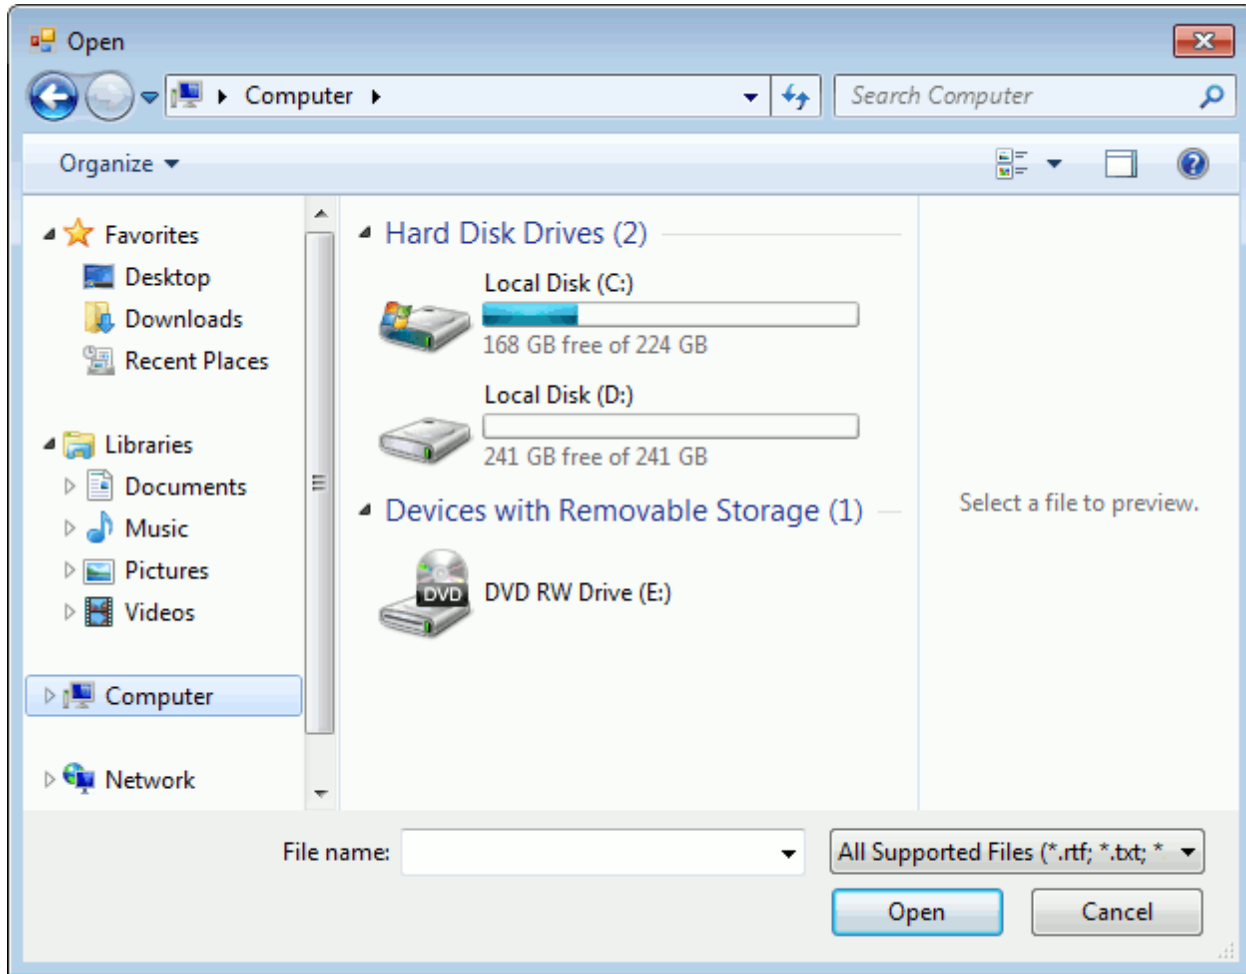 Open
Computer
Search Computer
Organize
Favorites
Desktop
Downloads
Recent Places
Libraries
Documents
Music
Pictures
Videos
Computer
Network
Hard Disk Drives (2)
Local Disk (C:)
168 GB free of 224 GB
Local Disk (D:)
241 GB free of 241 GB
Devices with Removable Storage (1)
DVD
DVD RW Drive (E:)
Select a file to preview.
File name:
All Supported Files (*.rtf; *.txt; *
Open
Cancel